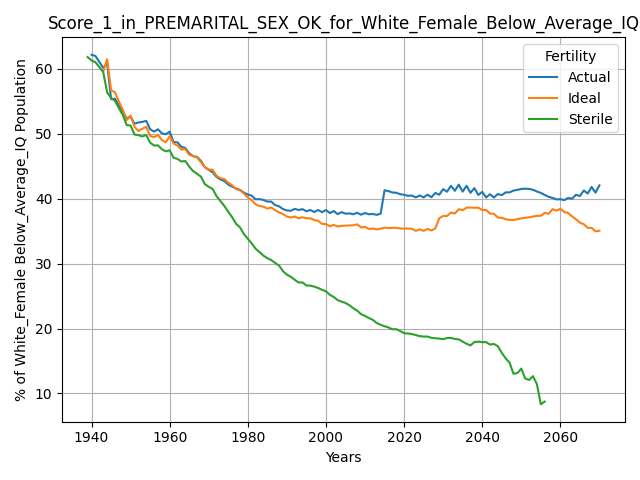 Score_1_in_PREMARITAL_SEX_OK_for_White_Female_Below_Average_IQ
Fertility
Actual
Ideal
Sterile
% of White_Female Below_Average_IQ Population
60
50
40
30
20
10
1940 1960 1980 2000 2020 2040 2060
Years